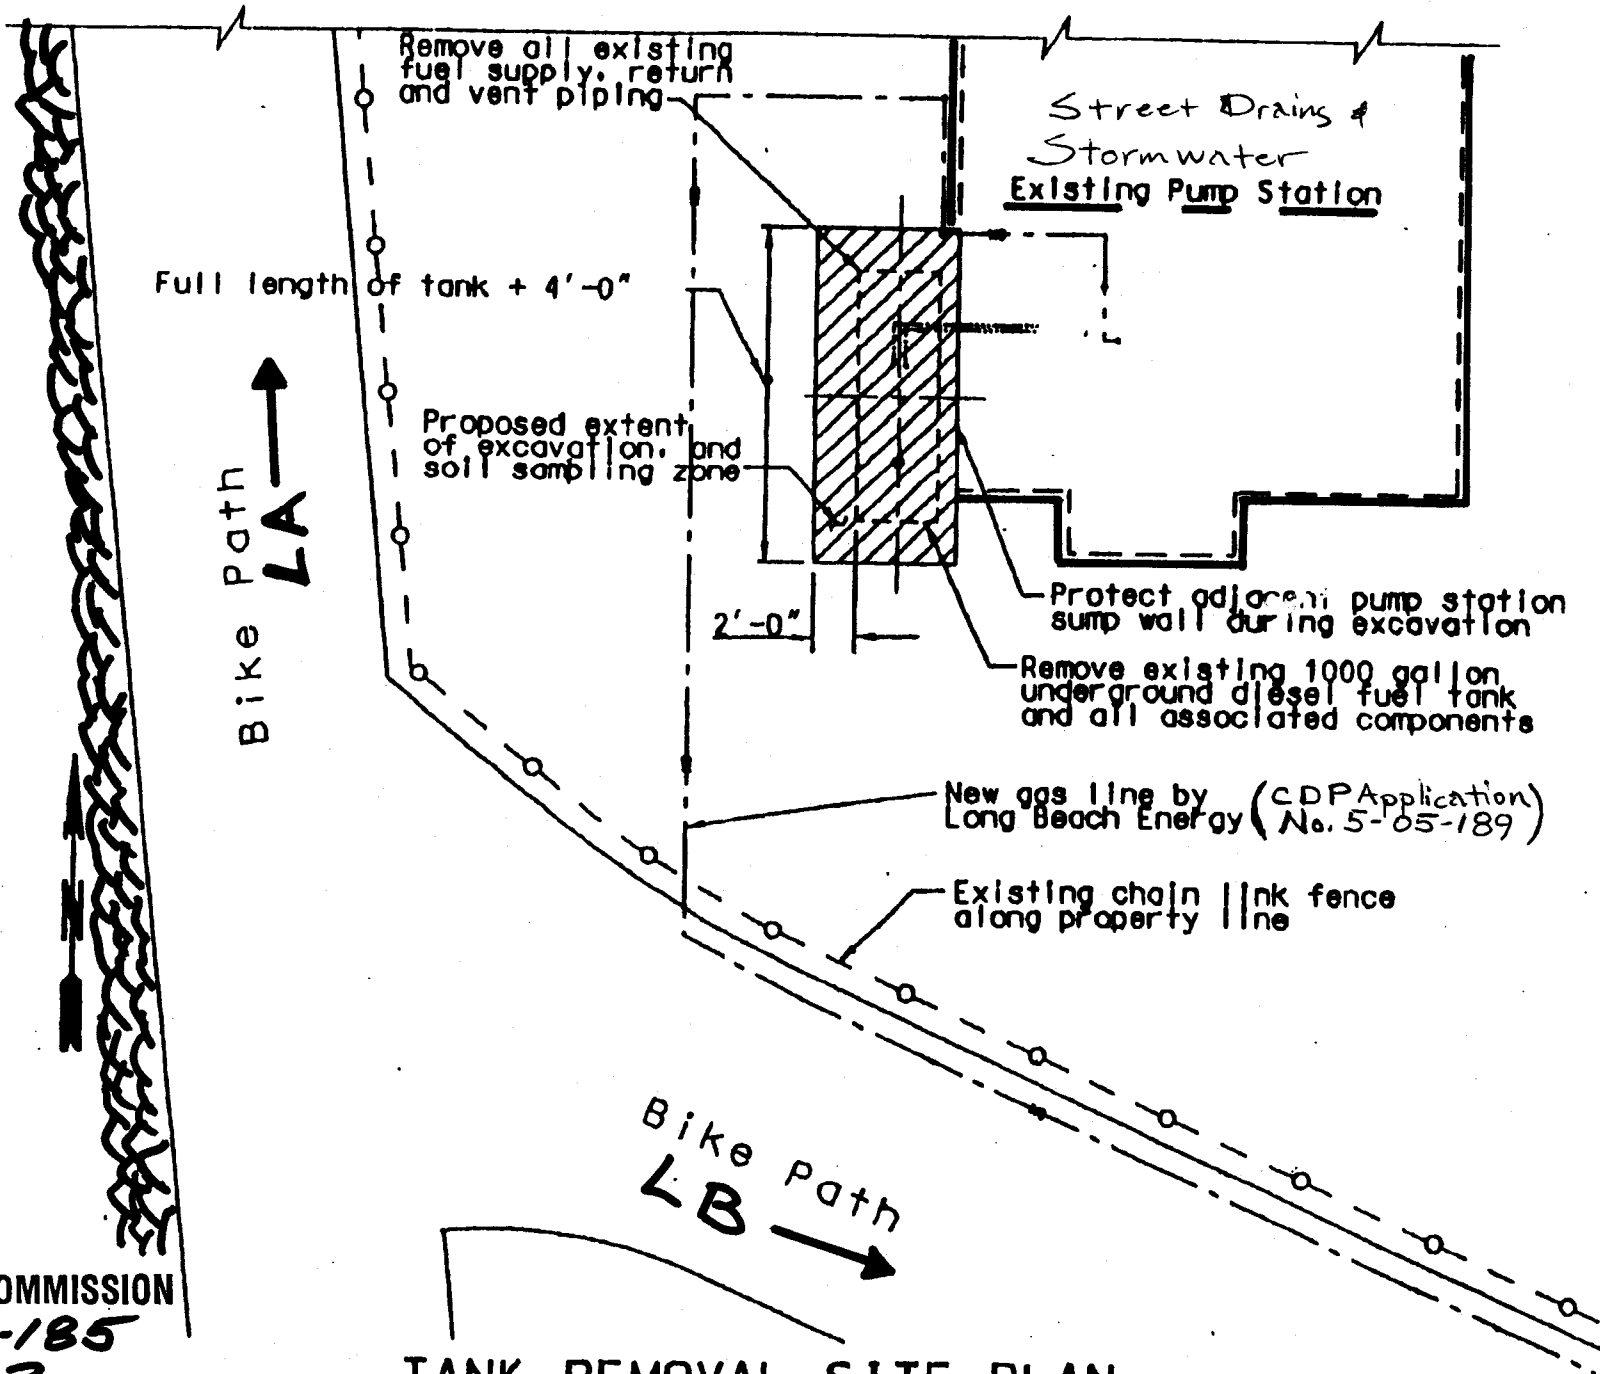 Remove all existing
fuel supply, return
and vent piping
Street Drains &
Stormwater
Existing Pump Station
Full length of tank + 4'-0"
Proposed extent
of excavation, and
soil sampling zone
Bike Path
LA
2'-0"
Protect adjacent pump station
sump wall during excavation
Remove existing 1000 gallon
underground diesel fuel tank
and all associated components
New gas line by (CDP Application)
Long Beach Energy (No. 5-05-189)
Existing chain link fence
along property line
N
Bike Path
LB
OMMISSION
-185
TANK REMOVAL SITE PLAN